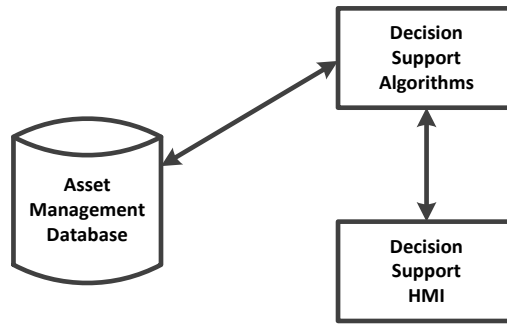 Decision
Support
Algorithms
Asset
Management
Database
Decision
Support
HMI